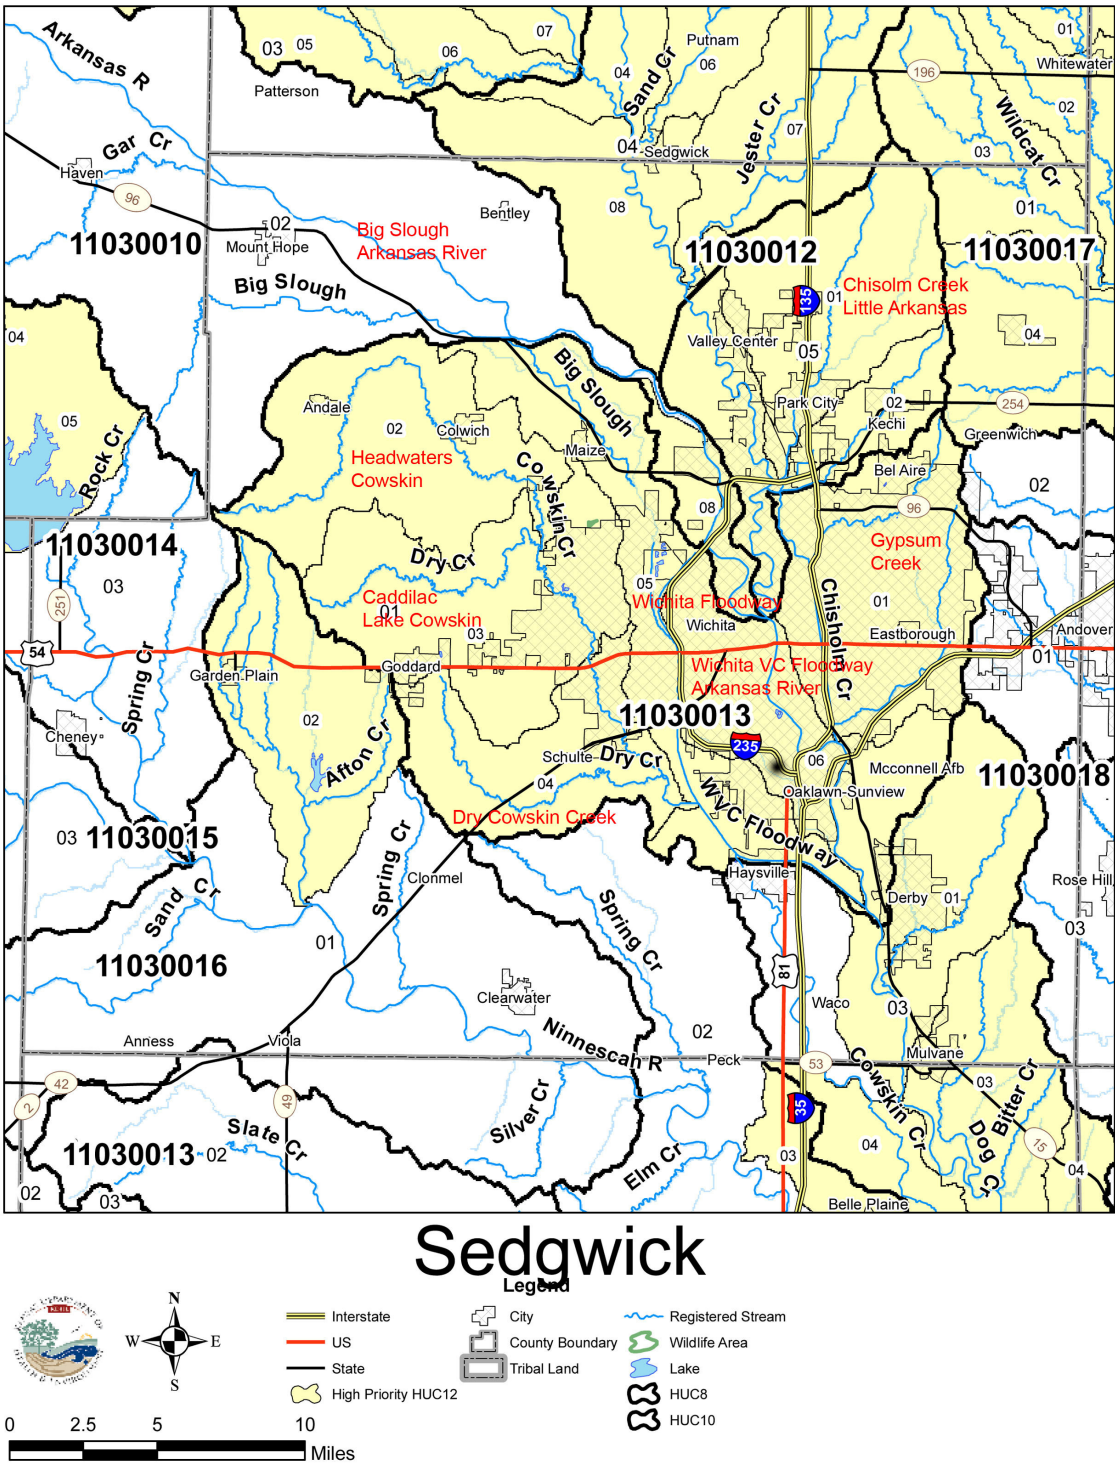 Arkansas R
03
05
06
07
Putnam
06
04
Sand Cr
01
Whitewater
196
Patterson
Jester Cr
07
Wildcat Cr
02
Gar Cr
04
Sedgwick
03
Haven
96
08
01
Bentley
02
Mount Hope
Big Slough
Arkansas River
11030010
11030012
11030017
Big Slough
135
01
Chisolm Creek
Little Arkansas
04
04
Valley Center
05
Big Slough
Andale
Park City
02
254
05
02
Colwich
Kechi
Greenwich
Maize
Headwaters
Cowskin
Rock Cr
Cowskin Cr
Bel Aire
02
08
96
11030014
Dry Cr
Gypsum
Creek
03
05
251
Caddilac
Lake Cowskin
01
Wichita Floodway
01
Chisholm Cr
Wichita
03
Eastborough
Andover
54
01
Spring Cr
Garden Plain
Goddard
Wichita VC Floodway
Arkansas River
02
11030013
Cheney
Afton Cr
235
Schulte
Dry Cr
06
Mcconnell Afb
11030018
04
WVC Floodway
Oaklawn-Sunview
Dry Cowskin Creek
03
11030015
Spring Cr
Haysville
Clonmel
Rose Hill
Sand Cr
Derby
01
Spring Cr
03
01
11030016
81
Clearwater
Waco
03
Ninnescah R
02
Anness
Viola
Peck
53
Mulvane
Cowskin Cr
42
03
2
49
Silver Cr
35
Bitter Cr
Slate Cr
Dog Cr
15
11030013
02
04
Elm Cr
03
04
02
03
Belle Plaine
Sedgwick
Legend
N
W
E
S
Interstate
US
State
High Priority HUC12
City
County Boundary
Tribal Land
Registered Stream
Wildlife Area
Lake
HUC8
HUC10
0
2.5
5
10
Miles